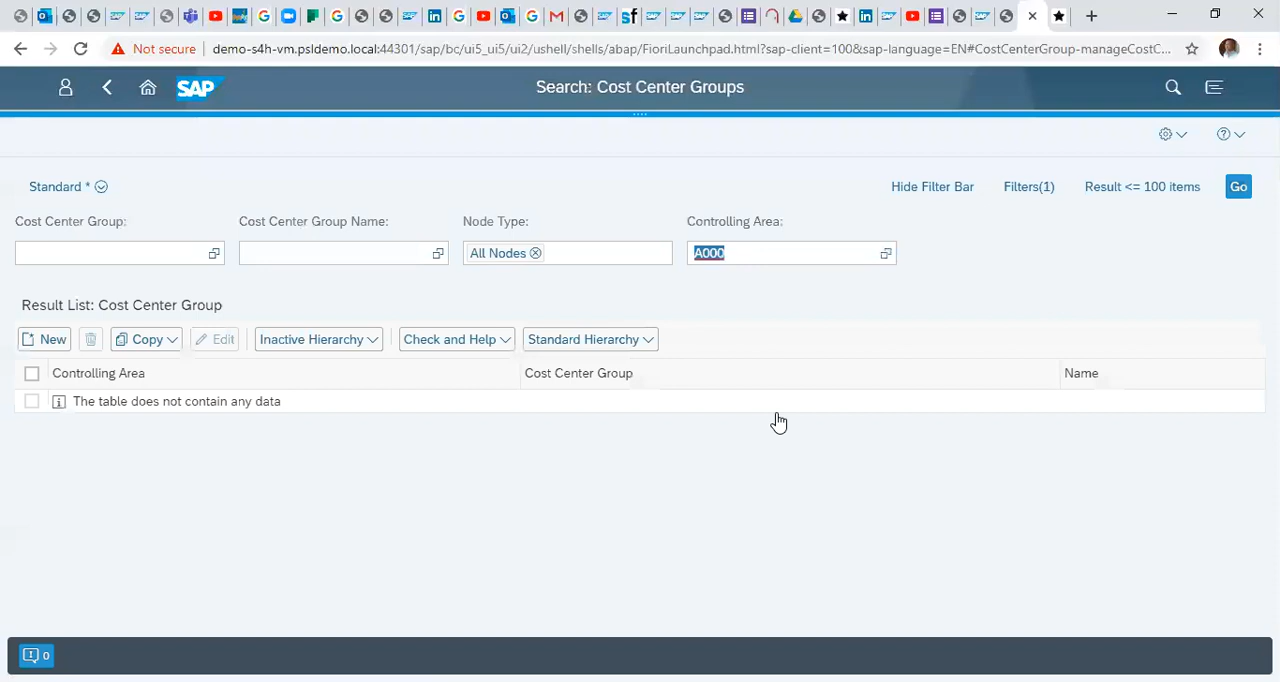 Not secure
demo-s4h-vm.psldemo.local:44301/sap/bc/ui5_ui5/ui2/ushell/shells/abap/FioriLaunchpad.html?sap-client=100&sap-language=EN#CostCenterGroup-manageCostC...
SAP
Search: Cost Center Groups
Standard *
Hide Filter Bar
Filters(1)
Result <= 100 items
Go
Cost Center Group:
Cost Center Group Name:
Node Type:
Controlling Area:
All Nodes
A000
Result List: Cost Center Group
New
Copy
Edit
Inactive Hierarchy
Check and Help
Standard Hierarchy
Controlling Area
Cost Center Group
Name
The table does not contain any data
0